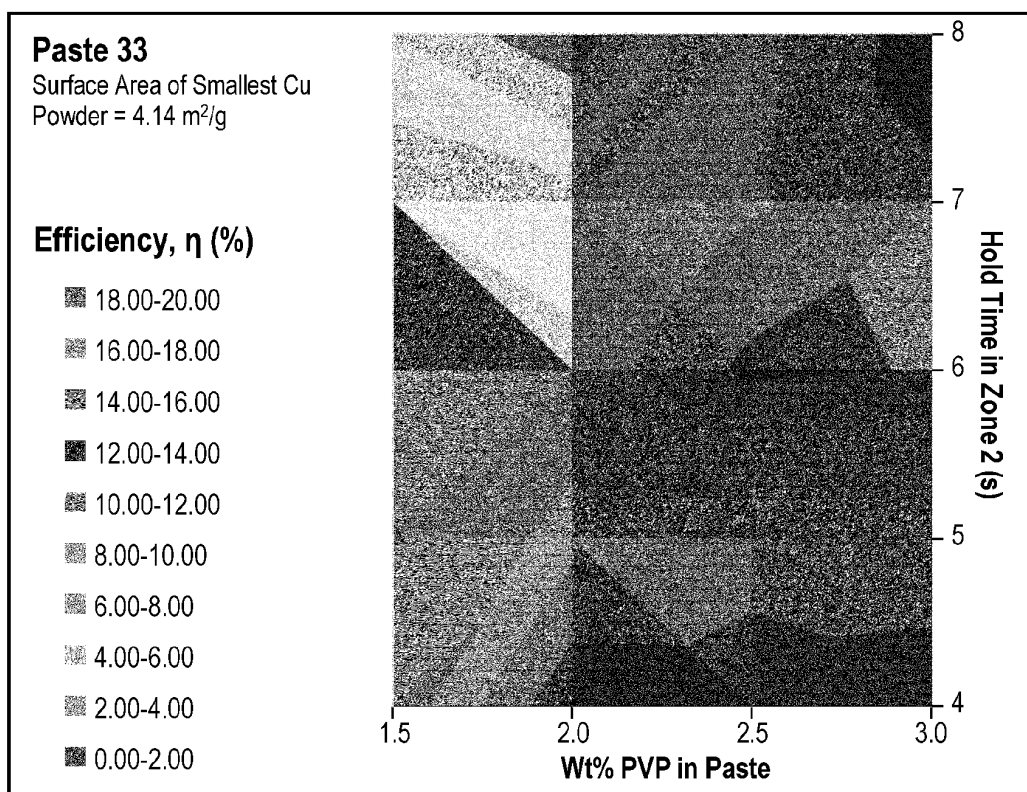 Paste 33
Surface Area of Smallest Cu
Powder = 4.14 m²/g
Efficiency, η (%)
18.00-20.00
16.00-18.00
14.00-16.00
12.00-14.00
10.00-12.00
8.00-10.00
6.00-8.00
4.00-6.00
2.00-4.00
0.00-2.00
8
7
6
5
4
Hold Time in Zone 2 (s)
1.5 2.0 2.5 3.0
Wt% PVP in Paste